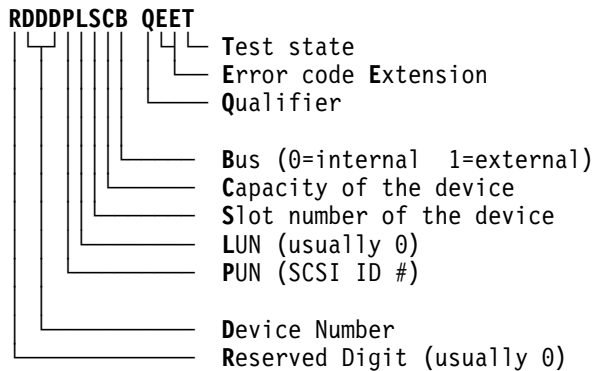 RDDDPLSCB QEET
Test state
Error code Extension
Qualifier
Bus (0=internal 1=external)
Capacity of the device
Slot number of the device
LUN (usually 0)
PUN (SCSI ID #)
Device Number
Reserved Digit (usually 0)